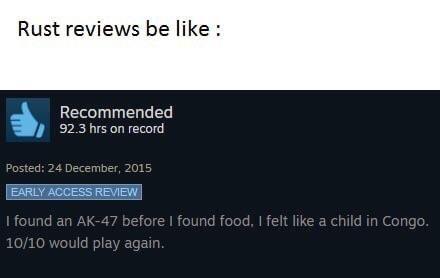 Rust reviews be like :
Recommended
92.3 hrs on record
Posted: 24 December, 2015
EARLY ACCESS REVIEW
I found an AK-47 before I found food, I felt like a child in Congo.
10/10 would play again.